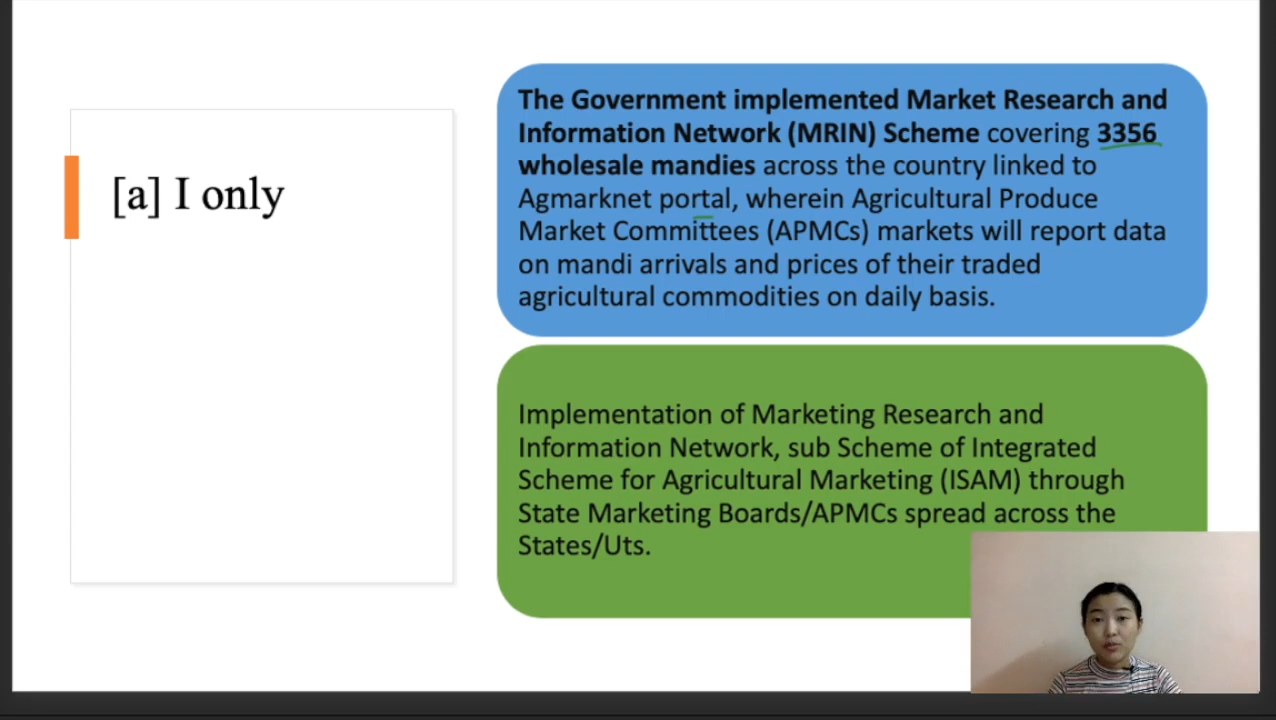 [a] I only
The Government implemented Market Research and
Information Network (MRIN) Scheme covering 3356
wholesale mandies across the country linked to
Agmarknet portal, wherein Agricultural Produce
Market Committees (APMCs) markets will report data
on mandi arrivals and prices of their traded
agricultural commodities on daily basis.
Implementation of Marketing Research and
Information Network, sub Scheme of Integrated
Scheme for Agricultural Marketing (ISAM) through
State Marketing Boards/APMCs spread across the
States/Uts.